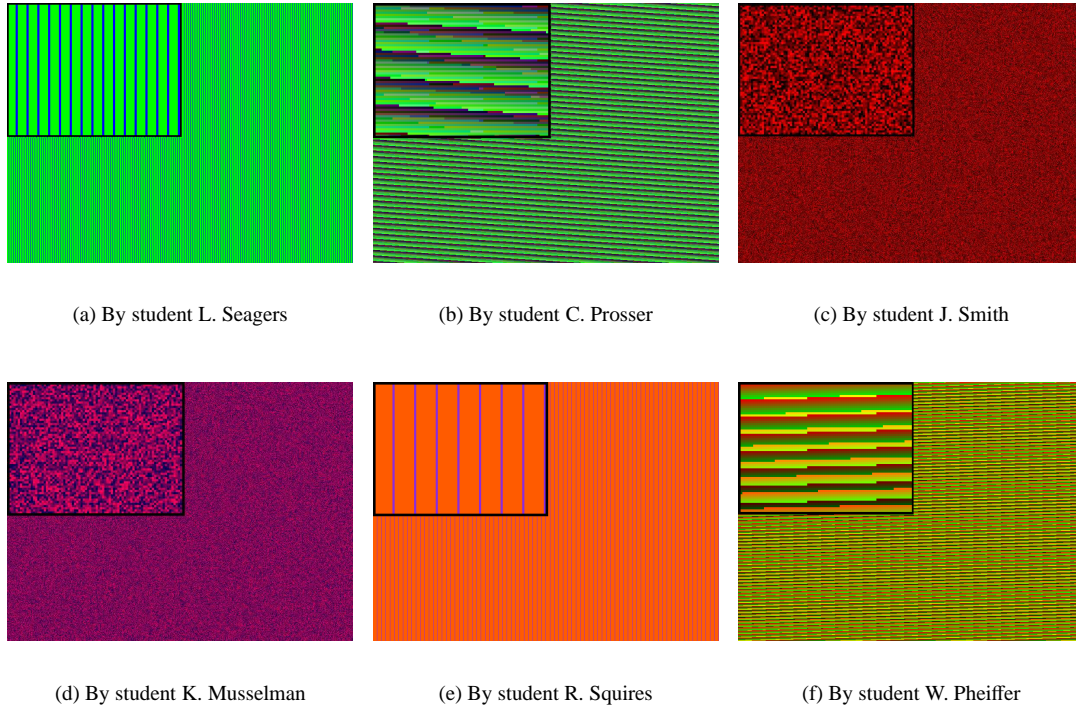 (a) By student L. Seagers
(b) By student C. Prosser
(c) By student J. Smith
(d) By student K. Musselman
(e) By student R. Squires
(f) By student W. Pheiffer